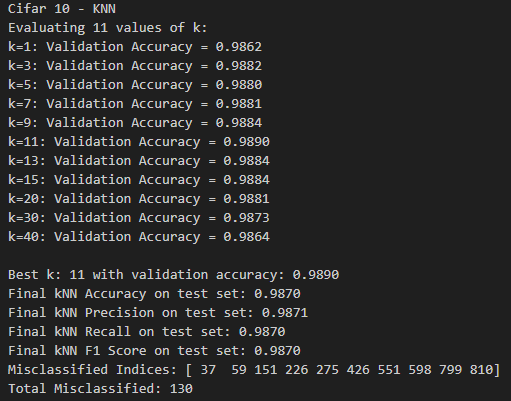 Cifar 10 - KNN
Evaluating 11 values of k:
k=1: Validation Accuracy = 0.9862
k=3: Validation Accuracy = 0.9882
k=5: Validation Accuracy = 0.9880
k=7: Validation Accuracy = 0.9881
k=9: Validation Accuracy = 0.9884
k=11: Validation Accuracy = 0.9890
k=13: Validation Accuracy = 0.9884
k=15: Validation Accuracy = 0.9884
k=20: Validation Accuracy = 0.9881
k=30: Validation Accuracy = 0.9873
k=40: Validation Accuracy = 0.9864
Best k: 11 with validation accuracy: 0.9890
Final kNN Accuracy on test set: 0.9870
Final kNN Precision on test set: 0.9871
Final kNN Recall on test set: 0.9870
Final kNN F1 Score on test set: 0.9870
Misclassified Indices: [ 37  59 151 226 275 426 551 598 799 810]
Total Misclassified: 130